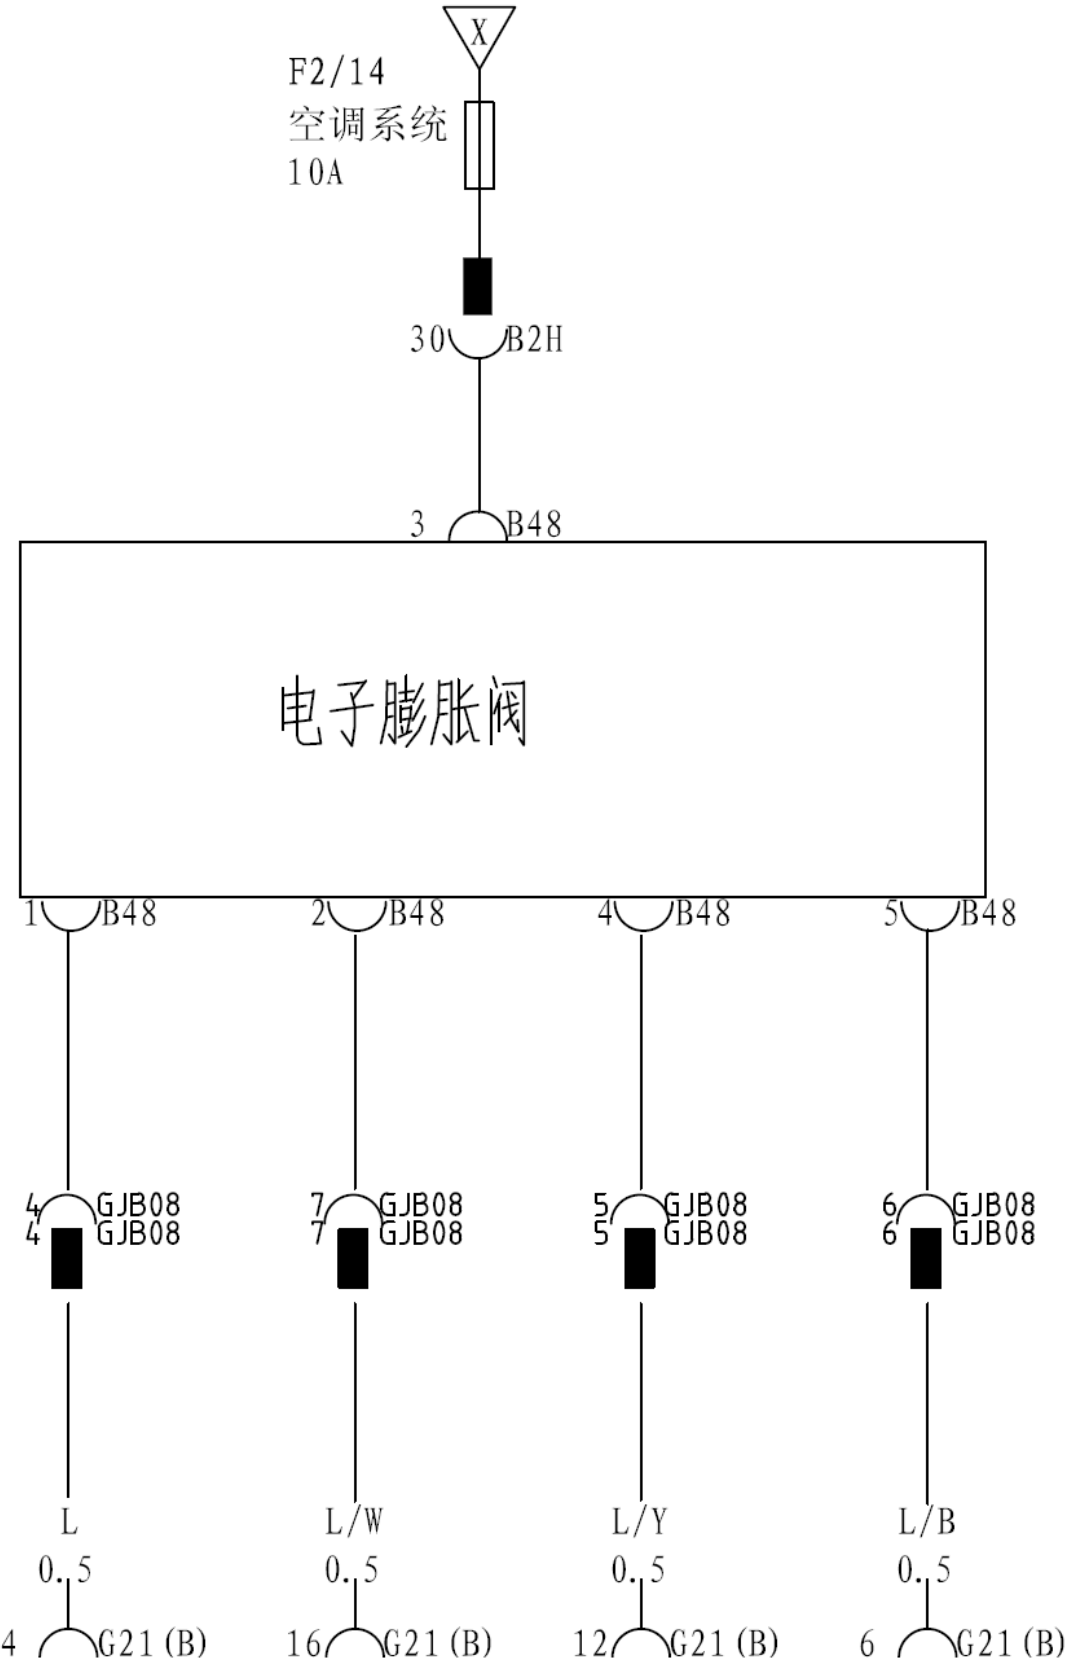 X
F2/14
空调系统
10A
30 B2H
3 B48
电子膨胀阀
1 B48 2 B48 4 B48 5 B48
4 GJB08 7 GJB08 5 GJB08 6 GJB08
4 GJB08 7 GJB08 5 GJB08 6 GJB08
L L/W L/Y L/B
0.5 0.5 0.5 0.5
4 G21(B) 16 G21(B) 12 G21(B) 6 G21(B)